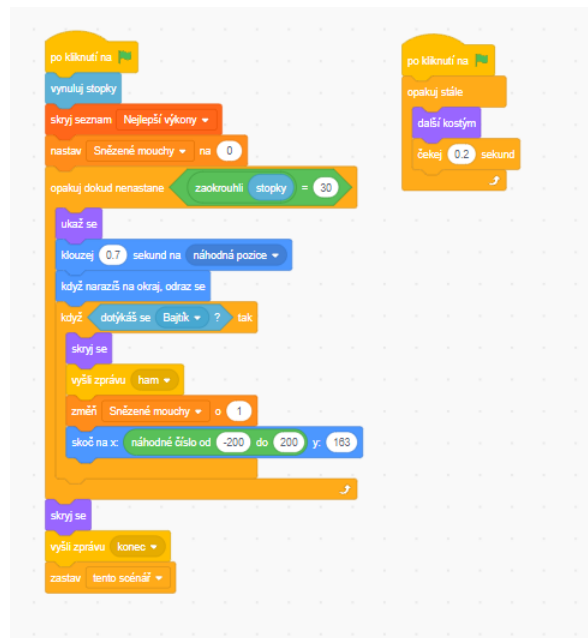 po kliknutí na
vynuluj stopky
skryj seznam Nejlepší výkony
nastav Snězené mouchy na 0
opakuj dokud nenastane zaokrouhli stopky = 30
ukaž se
klouzej 0.7 sekund na náhodná pozice
když narazíš na okraj, odraz se
když dotýkáš se Bajtík ? tak
skryj se
vyšli zprávu ham
změň Snězené mouchy o 1
skoč na x: náhodné číslo od -200 do 200 y: 163
skryj se
vyšli zprávu konec
zastav tento scénář
po kliknutí na
opakuj stále
další kostým
čekej 0.2 sekund